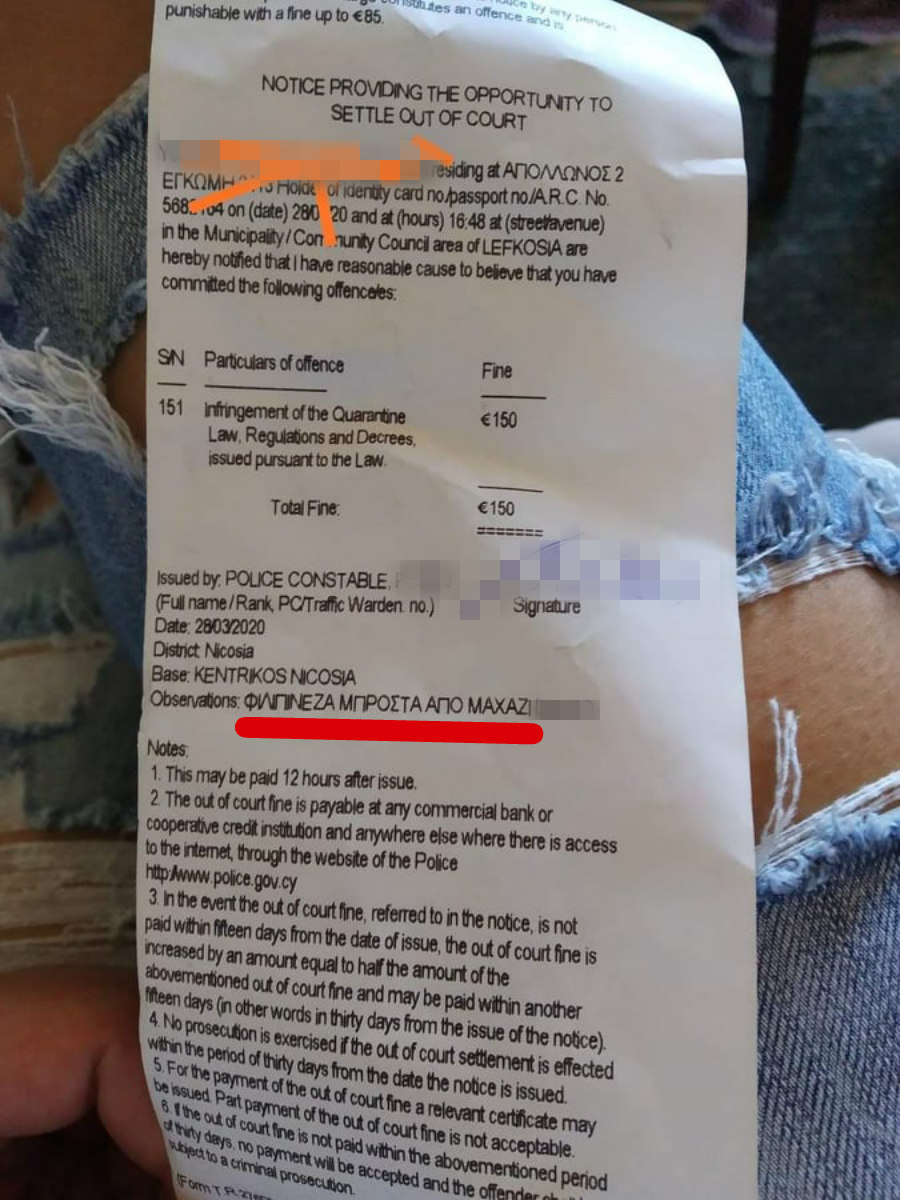 constitutes an offence and is
punishable with a fine up to €85.
NOTICE PROVIDING THE OPPORTUNITY TO
SETTLE OUT OF COURT
residing at ΑΠΟΛΛΩΝΟΣ 2
ΕΓΚΩΜΗ Holder of identity card no/passport no/A.R.C. No.
on (date) and at (hours) 16:48 at (street/avenue)
in the Municipality/Community Council area of LEFKOSIA are
hereby notified that I have reasonable cause to believe that you have
committed the following offence/es:
S/N Particulars of offence Fine
151 Infringement of the Quarantine €150
Law, Regulations and Decrees,
issued pursuant to the Law.
Total Fine: €150
=======
Issued by: POLICE CONSTABLE,
(Full name/Rank, PC/Traffic Warden. no.) Signature
Date: 28/03/2020
District: Nicosia
Base: KENTRIKOS NICOSIA
Observations: ΦΙΛΙΠΙΝΕΖΑ ΜΠΡΟΣΤΑ ΑΠΟ ΜΑΧΑΖΙ
Notes:
1. This may be paid 12 hours after issue.
2. The out of court fine is payable at any commercial bank or
cooperative credit institution and anywhere else where there is access
to the internet, through the website of the Police
http://www.police.gov.cy
3. In the event the out of court fine, referred to in the notice, is not
paid within fifteen days from the date of issue, the out of court fine is
increased by an amount equal to half the amount of the
abovementioned out of court fine and may be paid within another
fifteen days (in other words in thirty days from the issue of the notice).
4. No prosecution is exercised if the out of court settlement is effected
within the period of thirty days from the date the notice is issued.
5. For the payment of the out of court fine a relevant certificate may
be issued. Part payment of the out of court fine is not acceptable.
6. If the out of court fine is not paid within the abovementioned period
of thirty days, no payment will be accepted and the offender
subject to a criminal prosecution.